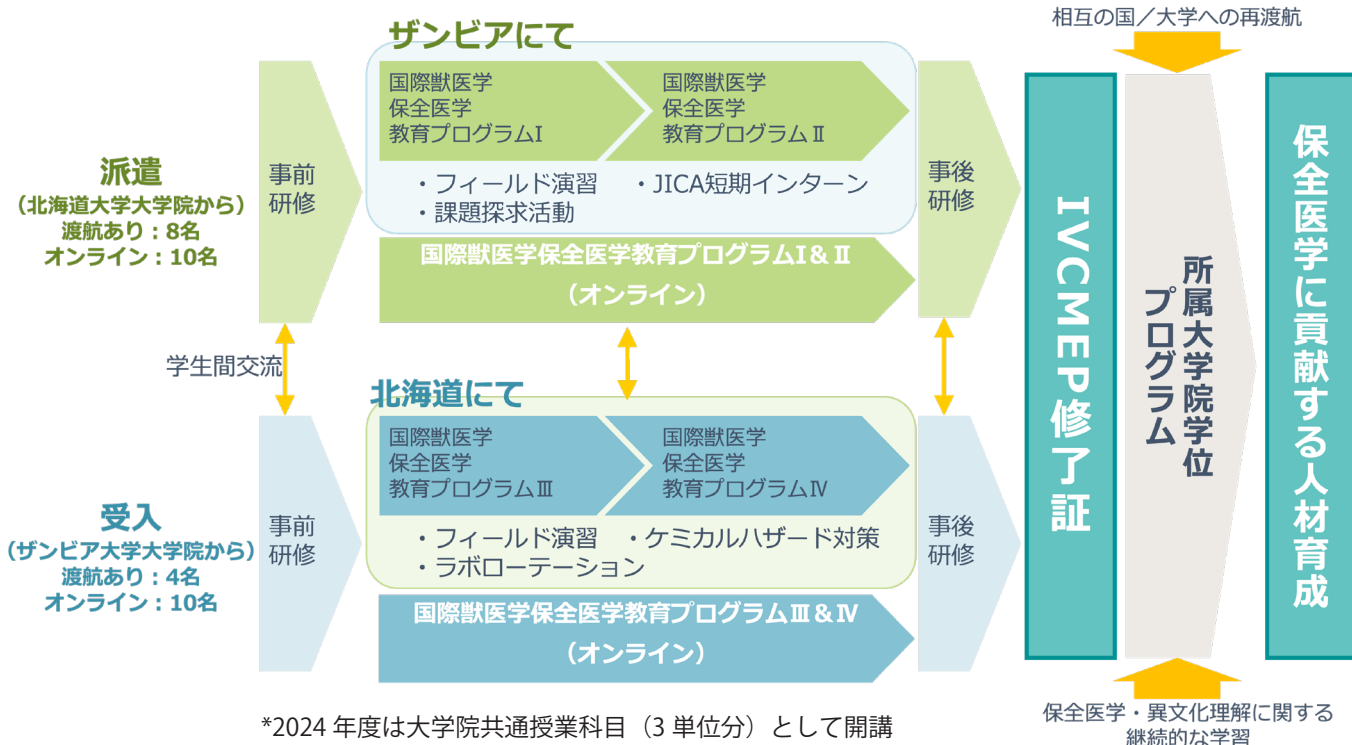 相互の国／大学への再渡航
ザンビアにて
派遣
（北海道大学大学院から）
渡航あり：8名
オンライン：10名
事前
研修
国際獣医学
保全医学
教育プログラムⅠ
国際獣医学
保全医学
教育プログラムⅡ
・フィールド演習　・JICA短期インターン
・課題探求活動
国際獣医学保全医学教育プログラムⅠ＆Ⅱ
（オンライン）
事後
研修
学生間交流
北海道にて
受入
（ザンビア大学大学院から）
渡航あり：4名
オンライン：10名
事前
研修
国際獣医学
保全医学
教育プログラムⅢ
国際獣医学
保全医学
教育プログラムⅣ
・フィールド演習　・ケミカルハザード対策
・ラボローテーション
国際獣医学保全医学教育プログラムⅢ＆Ⅳ
（オンライン）
事後
研修
IVCMEP修了証
所属大学院学位
プログラム
保全医学に貢献する人材育成
保全医学・異文化理解に関する
継続的な学習
*2024 年度は大学院共通授業科目（3 単位分）として開講